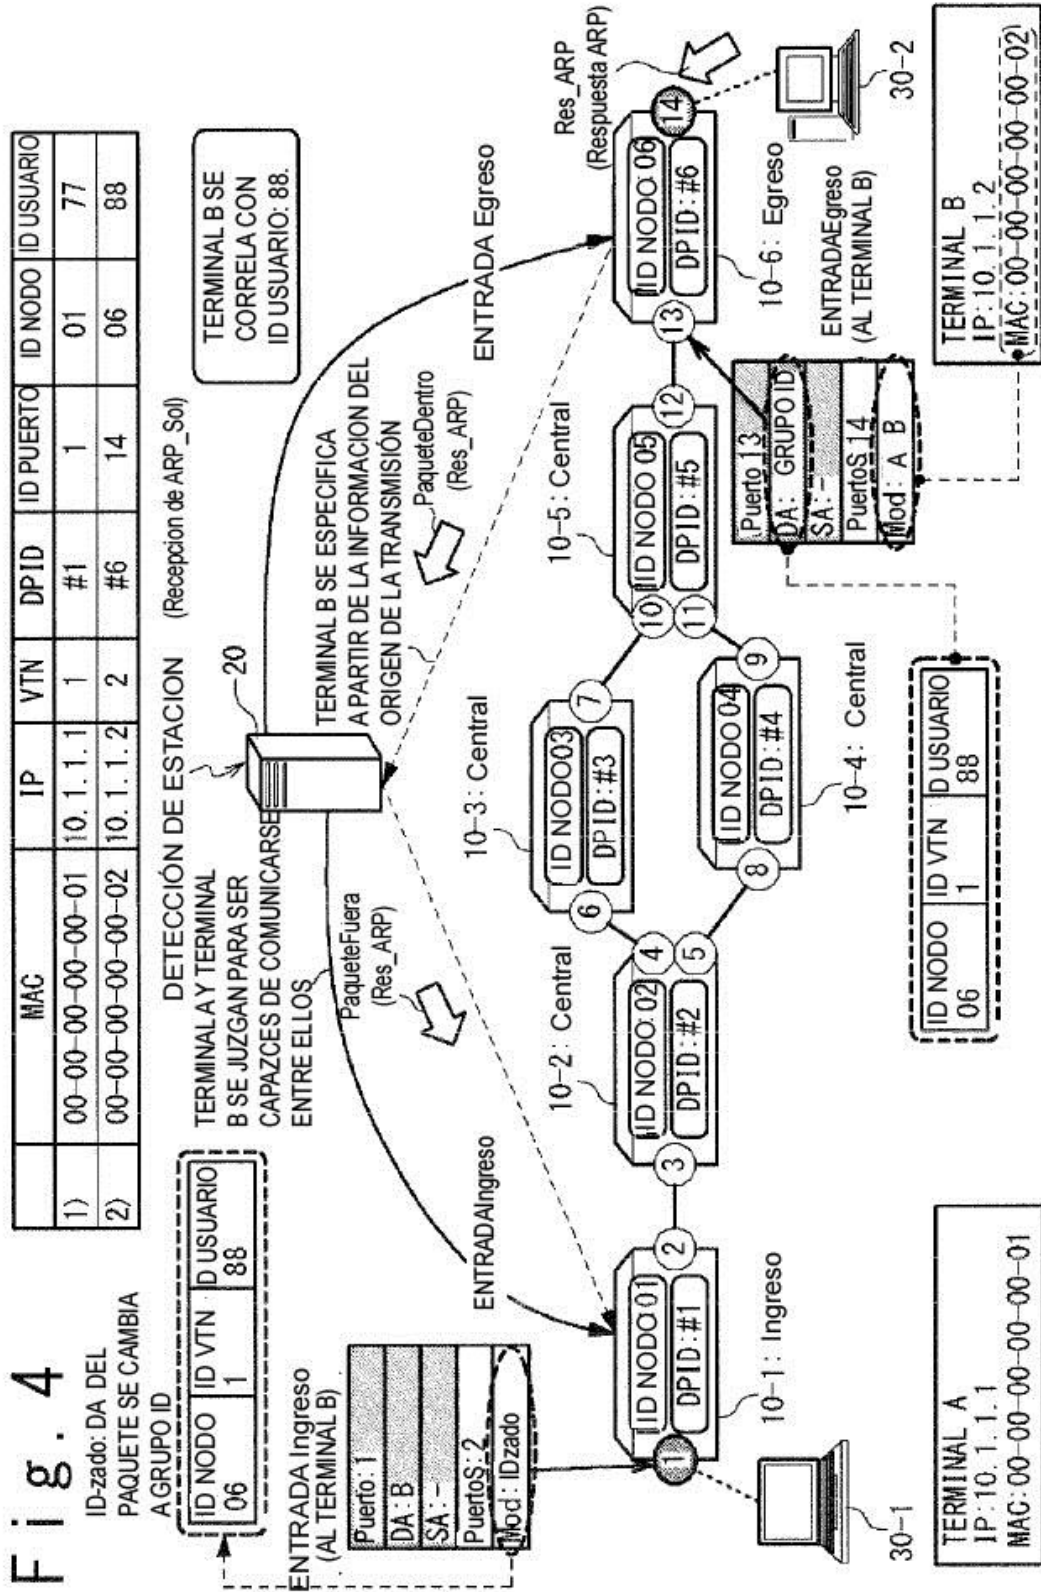 Fig. 4
MAC IP VTN DPID ID PUERTO ID NODO ID USUARIO
1) 00-00-00-00-01 10.1.1.1 1 #1 1 01 77
2) 00-00-00-00-02 10.1.1.2 2 #6 14 06 88
ID-zado: DA DEL
PAQUETE SE CAMBIA
A GRUPO ID
ID NODO ID VTN ID USUARIO
06 1 88
DETECCIÓN DE ESTACION (Recepcion de ARP_Sol)
TERMINAL A Y TERMINAL
B SE JUZGAN PARA SER
CAPAZCES DE COMUNICARSE
ENTRE ELLOS
20
TERMINAL B SE
CORRELA CON
ID USUARIO: 88.
TERMINAL B SE ESPECIFICA
A PARTIR DE LA INFORMACION DEL
ORIGEN DE LA TRANSMISIÓN
PaqueteFuera
(Res_ARP)
PaqueteDentro
(Res_ARP)
ENTRADA Egreso
ENTRADAIngreso
ENTRADA Ingreso
(AL TERMINAL B)
Puerto: 1
DA:B
SA:-
PuertoS: 2
Mod: IDzado
Res_ARP
(Respuesta ARP)
1
ID NODO 01
DPID:#1
2
10-1: Ingreso
10-2: Central
3
ID NODO: 02
DPID:#2
4
5
10-3: Central
6
ID NODO03
DPID:#3
7
8
ID NODO 04
DPID:#4
9
10-4: Central
10-5: Central
10
11
ID NODO 05
DPID:#5
12
13
ID NODO: 06
DPID:#6
14
10-6: Egreso
30-1
30-2
ENTRADAEgreso
(AL TERMINAL B)
Puerto 13
DA: GRUPO ID
SA:-
PuertoS 14
Mod: A B
ID NODO ID VTN ID USUARIO
06 1 88
TERMINAL A
IP:10.1.1.1
MAC:00-00-00-00-00-01
TERMINAL B
IP:10.1.1.2
MAC:00-00-00-00-00-02